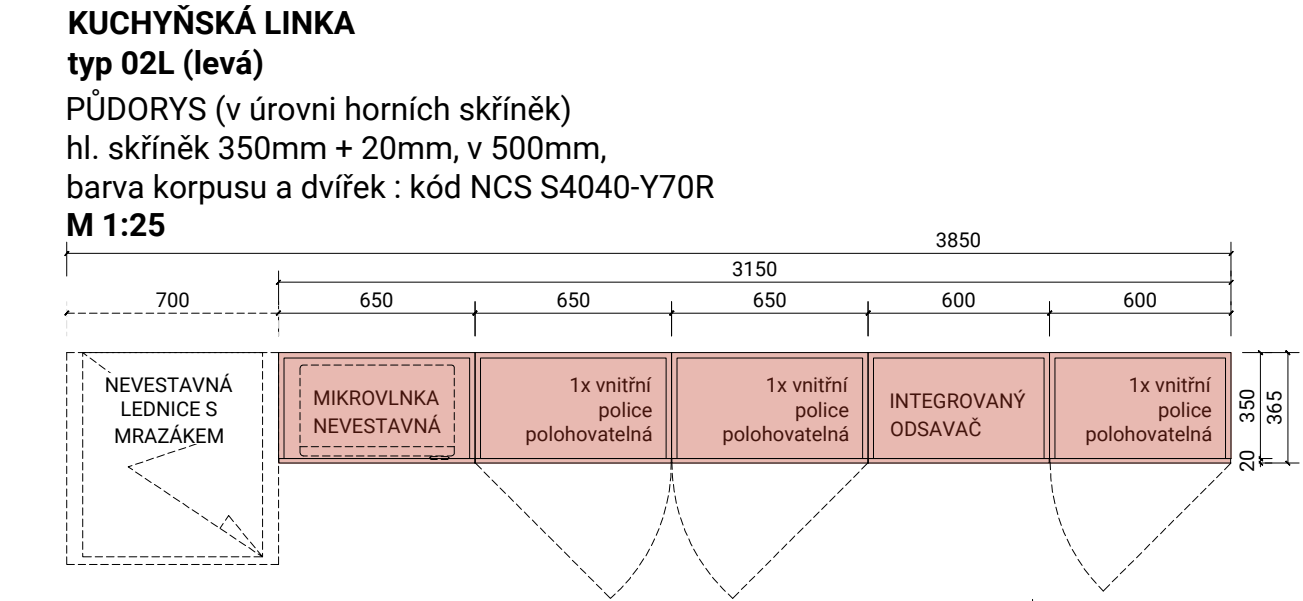 KUCHYŇSKÁ LINKA
typ 02L (levá)
PŮDORYS (v úrovni horních skříněk)
hl. skříněk 350mm + 20mm, v 500mm,
barva korpusu a dvířek : kód NCS S4040-Y70R
M 1:25
3850
3150
700 650 650 650 600 600
NEVESTAVNÁ
LEDNICE S
MRAZÁKEM
MIKROVLNKA
NEVESTAVNÁ
1x vnitřní
police
polohovatelná
1x vnitřní
police
polohovatelná
INTEGROVANÝ
ODSAVAČ
1x vnitřní
police
polohovatelná
350
365
20